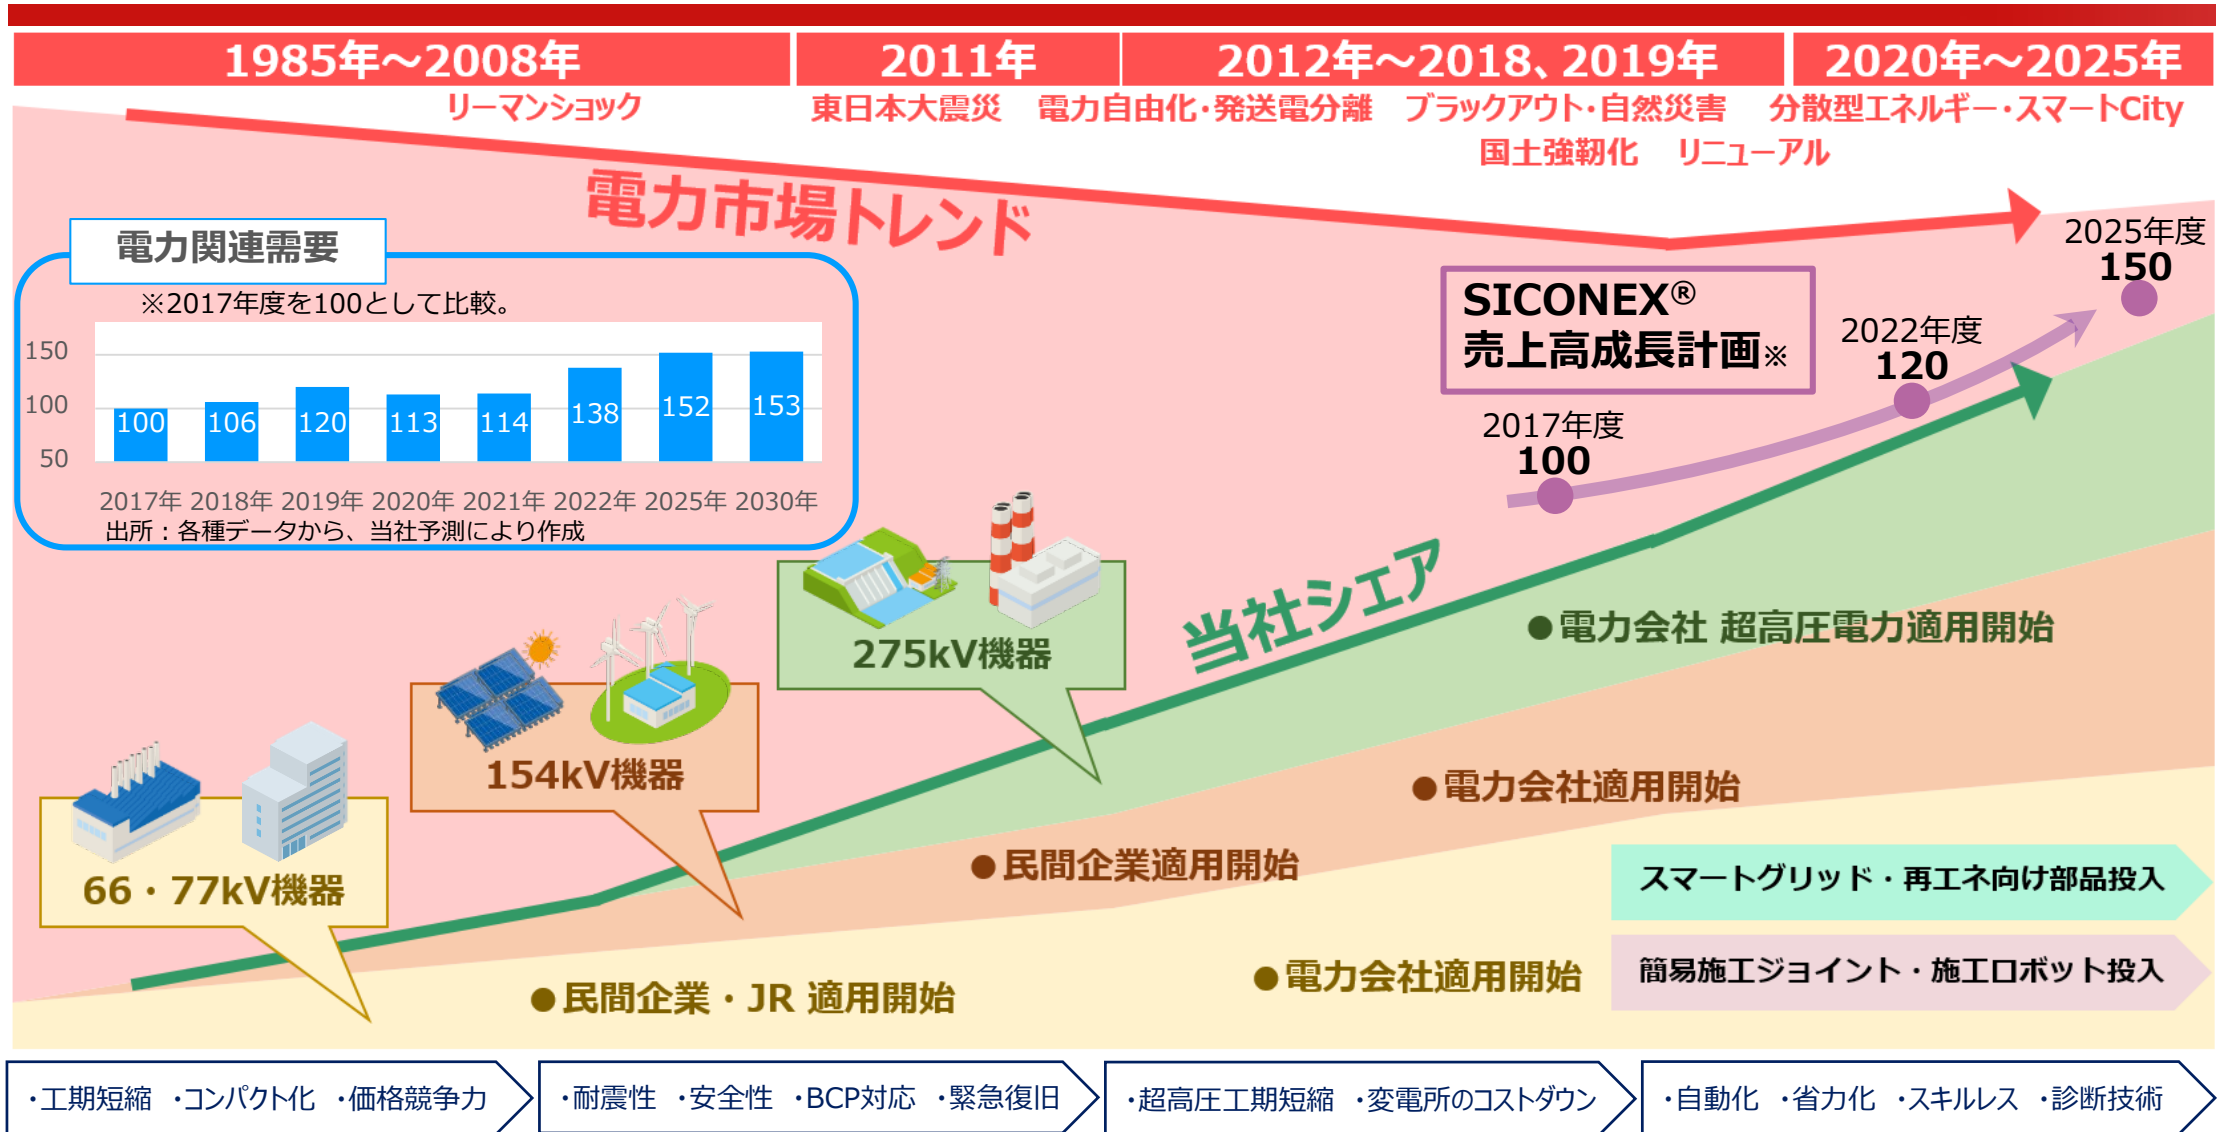 1985年～2008年
2011年
2012年～2018、2019年
2020年～2025年
リーマンショック
東日本大震災
電力自由化・発送電分離
ブラックアウト・自然災害
分散型エネルギー・スマートCity
国土強靭化
リニューアル
電力市場トレンド
電力関連需要
※2017年度を100として比較。
150
100
50
100
106
120
113
114
138
152
153
2017年 2018年 2019年 2020年 2021年 2022年 2025年 2030年
出所：各種データから、当社予測により作成
SICONEX®
売上高成長計画※
2017年度
100
2022年度
120
2025年度
150
当社シェア
275kV機器
154kV機器
66・77kV機器
●電力会社 超高圧電力適用開始
●電力会社適用開始
●民間企業適用開始
●電力会社適用開始
●民間企業・JR 適用開始
スマートグリッド・再エネ向け部品投入
簡易施工ジョイント・施工ロボット投入
・工期短縮 ・コンパクト化 ・価格競争力
・耐震性 ・安全性 ・BCP対応 ・緊急復旧
・超高圧工期短縮 ・変電所のコストダウン
・自動化 ・省力化 ・スキルレス ・診断技術